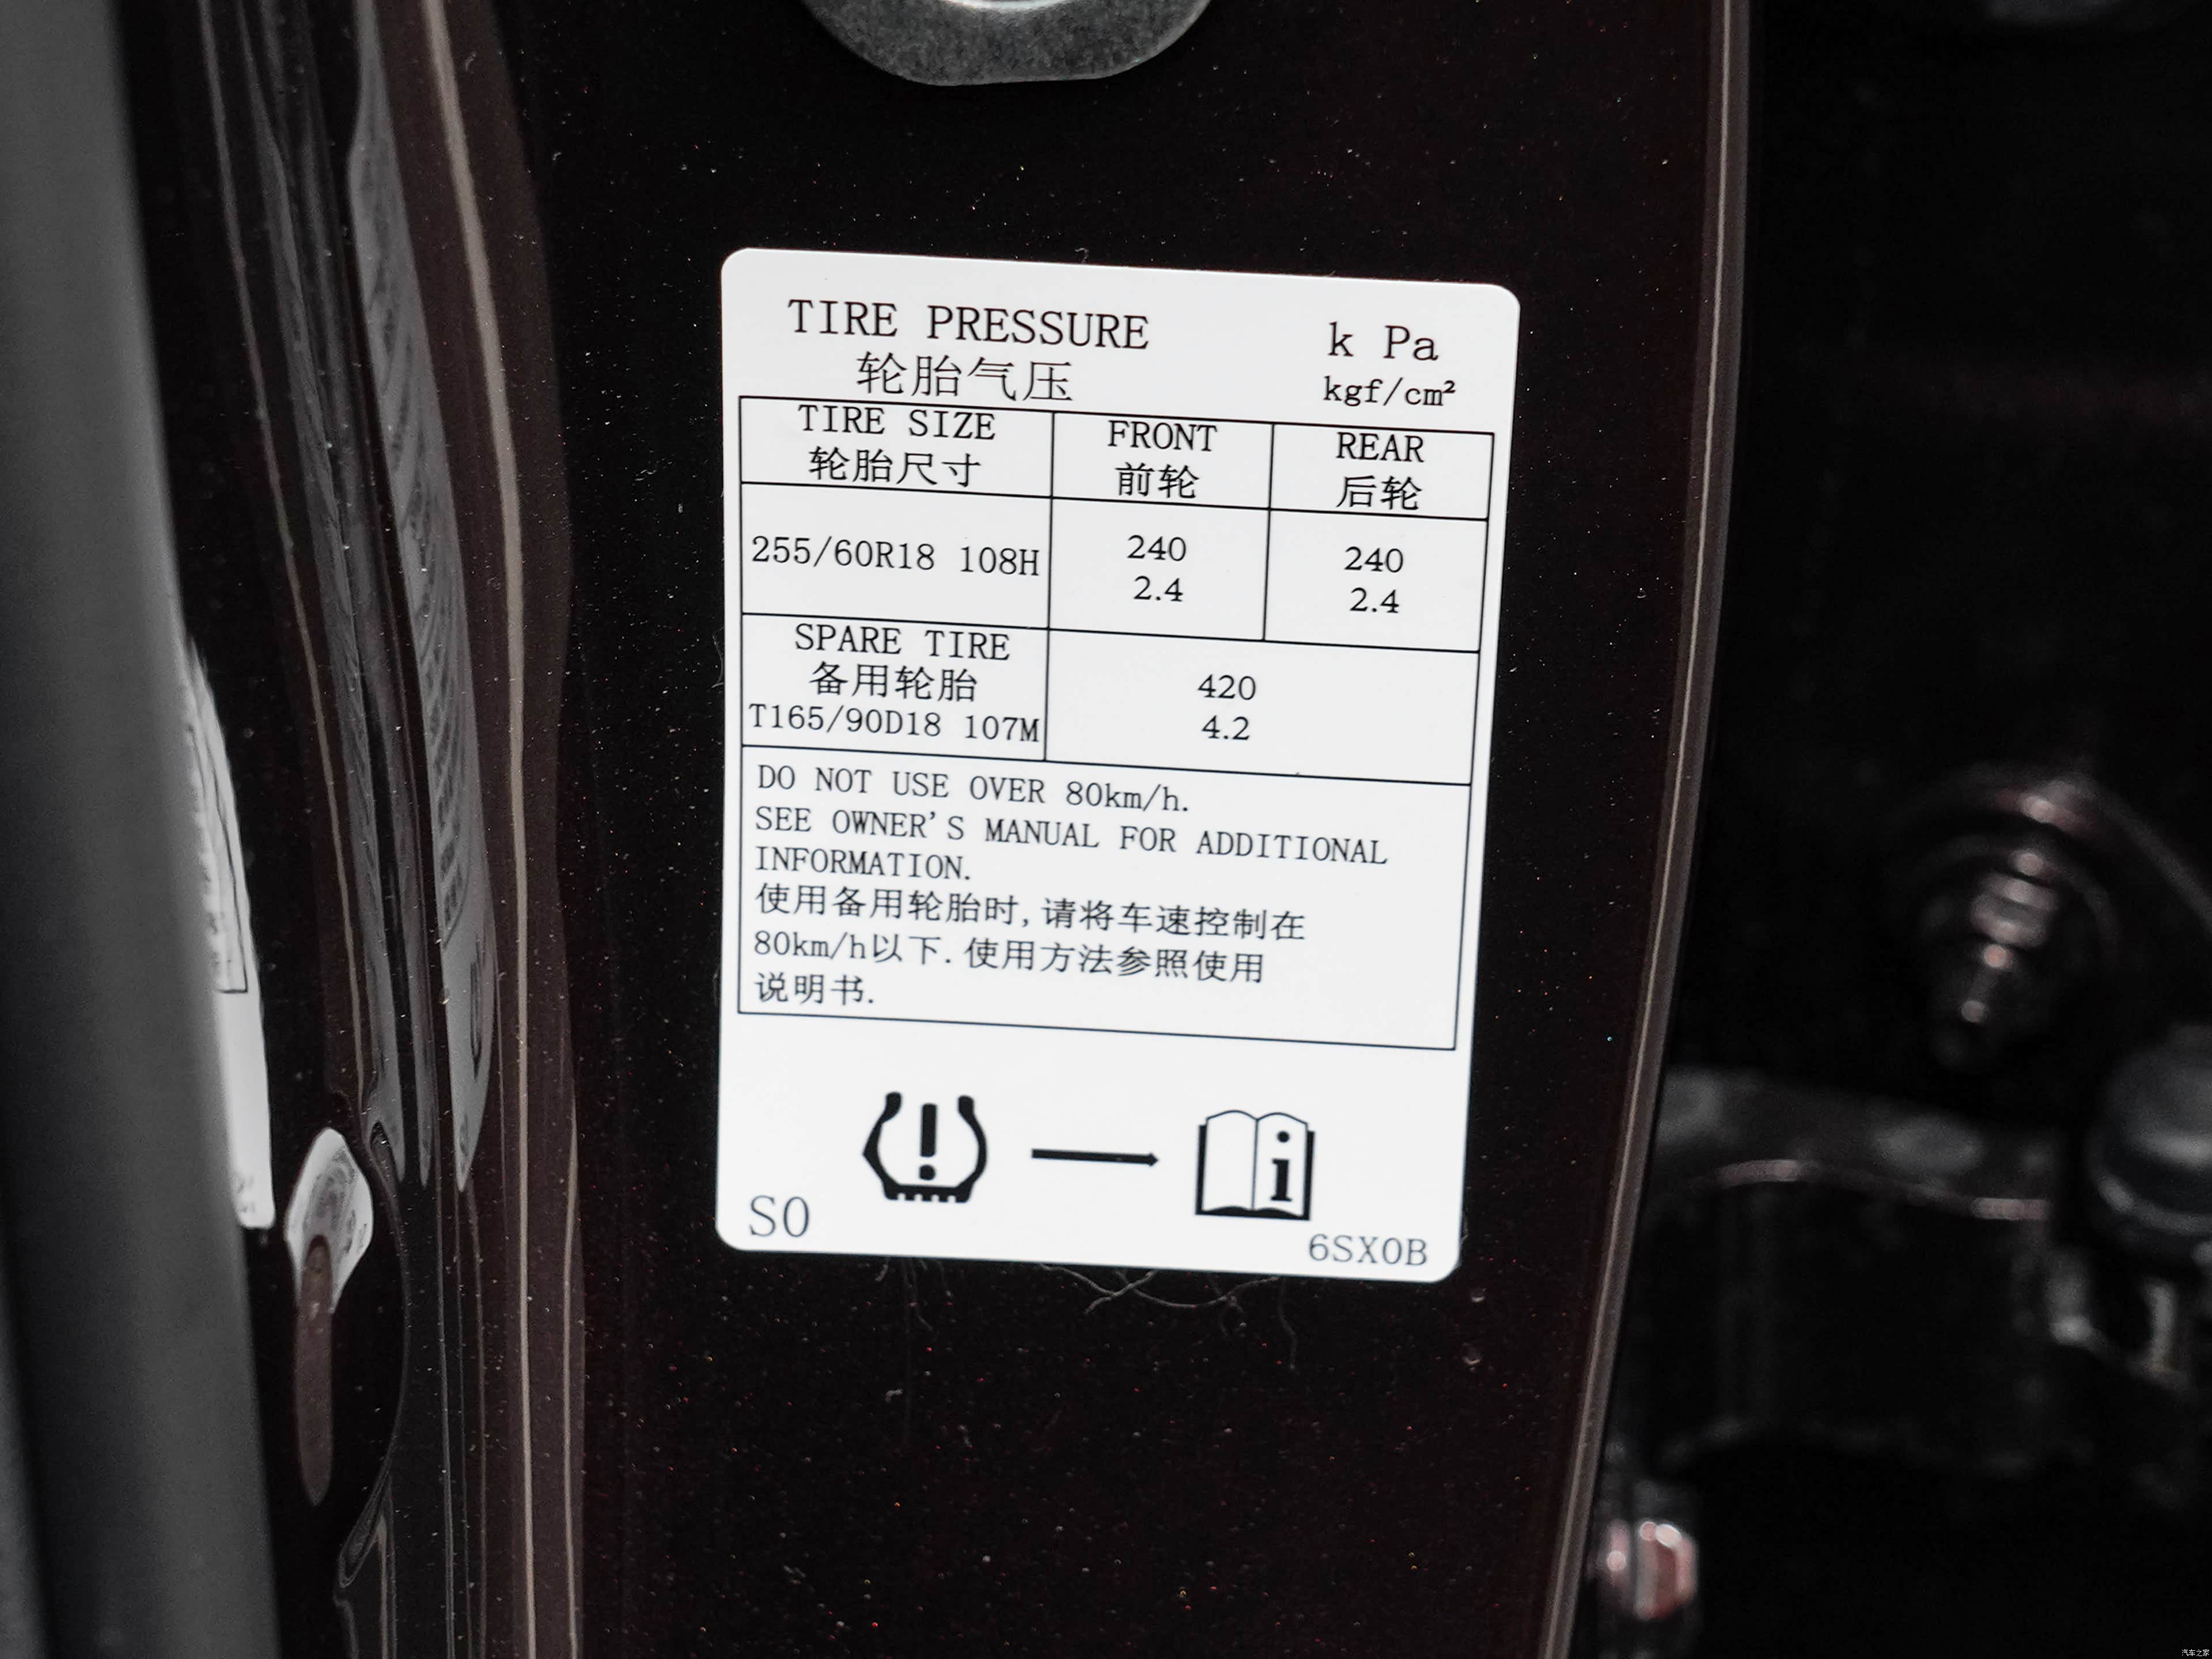 TIRE PRESSURE
轮胎气压
k Pa
kgf/cm²
TIRE SIZE
轮胎尺寸
FRONT
前轮
REAR
后轮
255/60R18 108H
240
2.4
240
2.4
SPARE TIRE
备用轮胎
T165/90D18 107M
420
4.2
DO NOT USE OVER 80km/h.
SEE OWNER'S MANUAL FOR ADDITIONAL
INFORMATION.
使用备用轮胎时,请将车速控制在
80km/h以下.使用方法参照使用
说明书.
S0
6SX0B
汽车之家